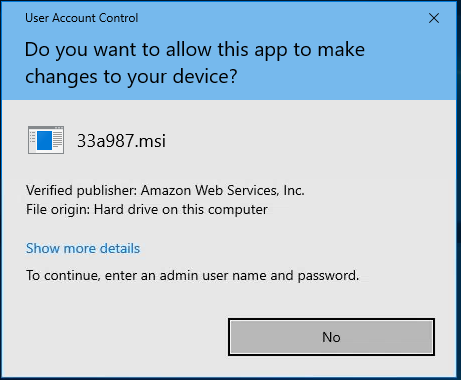 User Account Control
Do you want to allow this app to make
changes to your device?
33a987.msi
Verified publisher: Amazon Web Services, Inc.
File origin: Hard drive on this computer
Show more details
To continue, enter an admin user name and password.
No